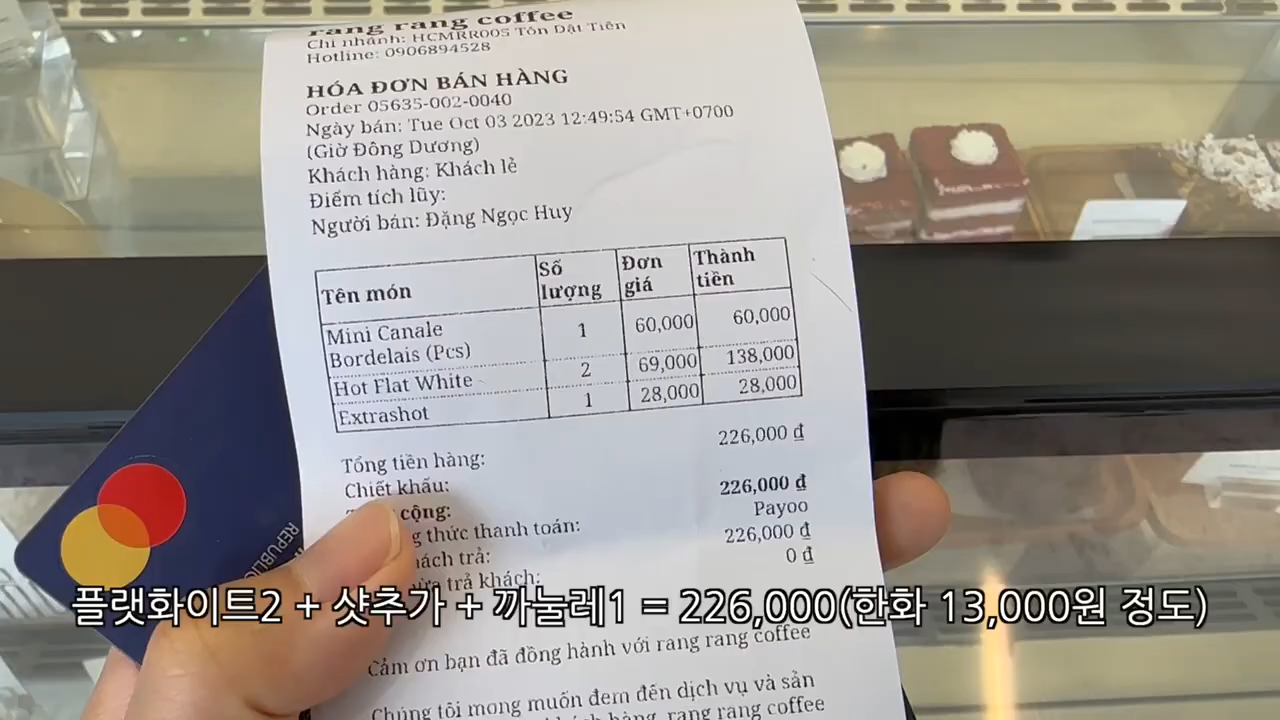 rang rang coffee
Chi nhánh: HCMRR005 Tôn Dật Tiên
Hotline: 0906894528
HÓA ĐƠN BÁN HÀNG
Order 05635-002-0040
Ngày bán: Tue Oct 03 2023 12:49:54 GMT+0700
(Giờ Đông Dương)
Khách hàng: Khách lẻ
Điểm tích lũy:
Người bán: Đặng Ngọc Huy
Tên món Số lượng Đơn giá Thành tiền
Mini Canale Bordelais (Pcs) 1 60,000 60,000
Hot Flat White 2 69,000 138,000
Extrashot 1 28,000 28,000
Tổng tiền hàng: 226,000 ₫
Chiết khấu:
cộng: 226,000 ₫
thức thanh toán: Payoo
trả: 226,000 ₫
trả khách: 0 ₫
플랫화이트2 + 샷추가 + 까눌레1 = 226,000(한화 13,000원 정도)
Cảm ơn bạn đã đồng hành với rang rang coffee
Chúng tôi mong muốn đem đến dịch vụ và sản
hàng, rang rang coffee
REPUBLIC